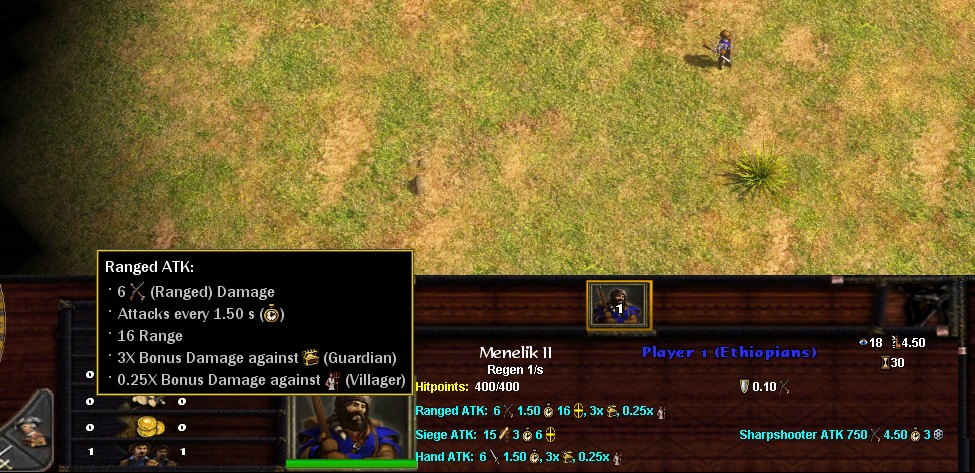 Ranged ATK:
· 6 (Ranged) Damage
· Attacks every 1.50 s ()
· 16 Range
· 3X Bonus Damage against (Guardian)
· 0.25X Bonus Damage against (Villager)
1
Menelik II
Regen 1/s
Player 1 (Ethiopians)
18 4.50
30
Hitpoints: 400/400
0.10
Ranged ATK: 6 1.50 16, 3x, 0.25x
Siege ATK: 15 3 6
Sharpshooter ATK 750 4.50 3
Hand ATK: 6 1.50, 3x, 0.25x
0
0 0
0 0
1 1